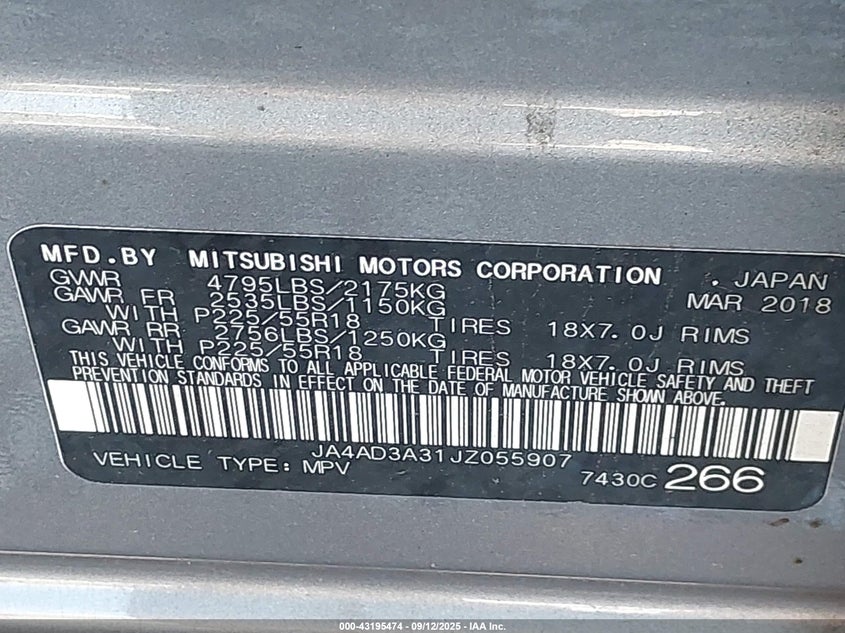 MFD.BY MITSUBISHI MOTORS CORPORATION , JAPAN
GVWR 4795LBS/2175KG MAR 2018
GAWR FR 2535LBS/1150KG
WITH P225/55R18 TIRES 18X7.0J RIMS
GAWR RR 2756LBS/1250KG
WITH P225/55R18 TIRES 18X7.0J RIMS
THIS VEHICLE CONFORMS TO ALL APPLICABLE FEDERAL MOTOR VEHICLE SAFETY AND THEFT
PREVENTION STANDARDS IN EFFECT ON THE DATE OF MANUFACTURE SHOWN ABOVE.
JA4AD3A31JZ055907
VEHICLE TYPE: MPV 7430C 266
000-43195474 - 09/12/2025 - IAA Inc.